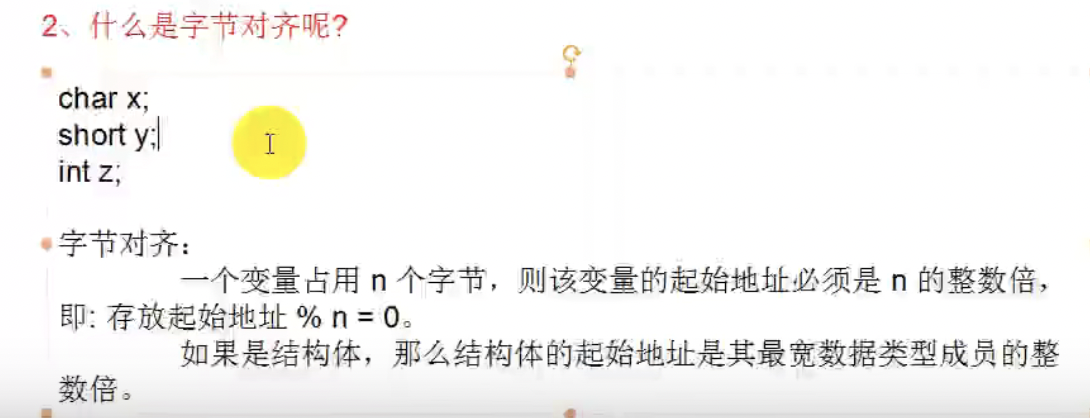 2、什么是字节对齐呢?
char x;
short y;
int z;
字节对齐：
一个变量占用 n 个字节，则该变量的起始地址必须是 n 的整数倍，
即: 存放起始地址 % n = 0。
如果是结构体，那么结构体的起始地址是其最宽数据类型成员的整
数倍。